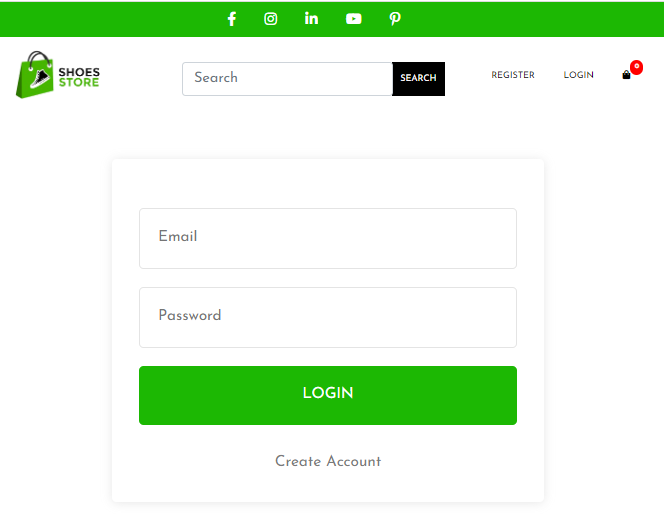 SHOES
STORE
Search
SEARCH
REGISTER
LOGIN
0
Email
Password
LOGIN
Create Account